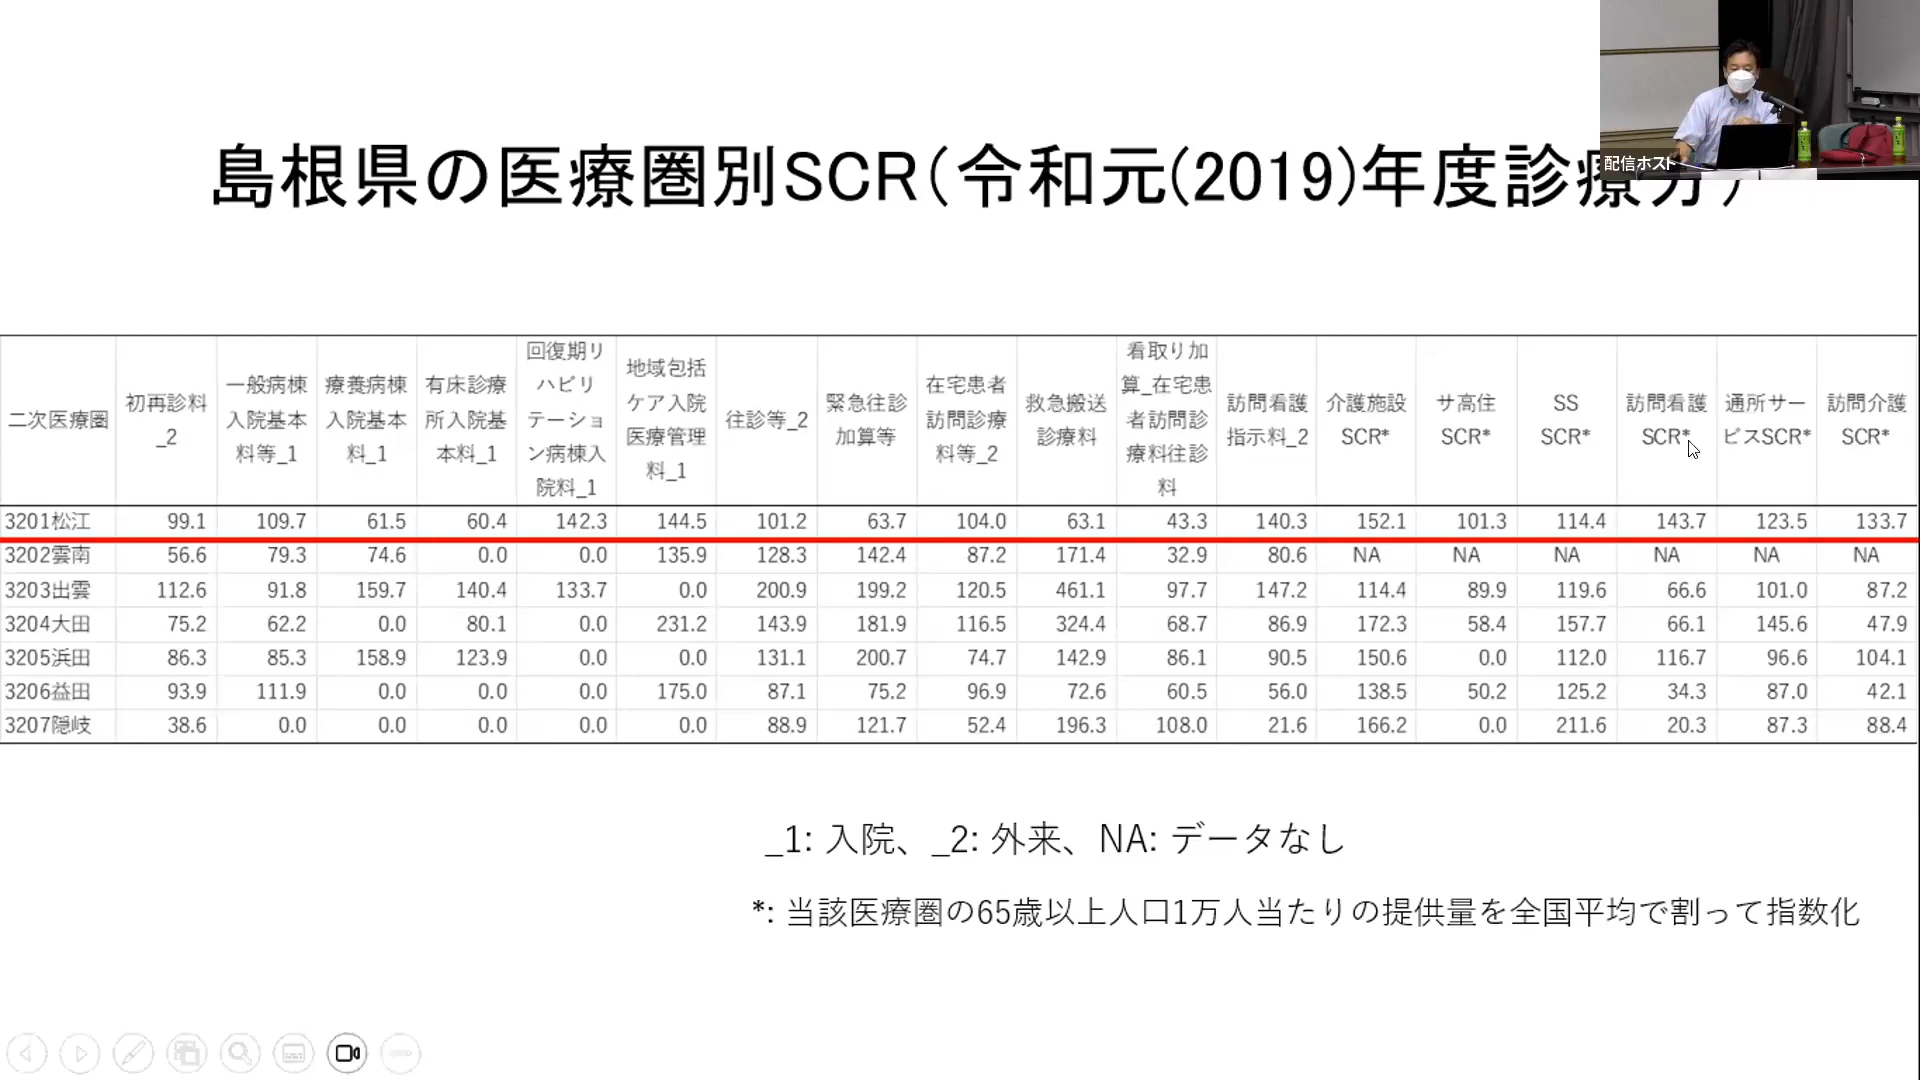 島根県の医療圏別SCR(令和元(2019)年度診療分)
配信ホスト
二次医療圏 初再診料_2 一般病棟入院基本料等_1 療養病棟入院基本料_1 有床診療所入院基本料_1 回復期リハビリテーション病棟入院料_1 地域包括ケア入院医療管理料_1 往診等_2 緊急往診加算等 在宅患者訪問診療料等_2 救急搬送診療料 看取り加算_在宅患者訪問診療料往診料 訪問看護指示料_2 介護施設SCR* サ高住SCR* SS SCR* 訪問看護SCR* 通所サービスSCR* 訪問介護SCR*
3201松江 99.1 109.7 61.5 60.4 142.3 144.5 101.2 63.7 104.0 63.1 43.3 140.3 152.1 101.3 114.4 143.7 123.5 133.7
3202雲南 56.6 79.3 74.6 0.0 0.0 135.9 128.3 142.4 87.2 171.4 32.9 80.6 NA NA NA NA NA NA
3203出雲 112.6 91.8 159.7 140.4 133.7 0.0 200.9 199.2 120.5 461.1 97.7 147.2 114.4 89.9 119.6 66.6 101.0 87.2
3204大田 75.2 62.2 0.0 80.1 0.0 231.2 143.9 181.9 116.5 324.4 68.7 86.9 172.3 58.4 157.7 66.1 145.6 47.9
3205浜田 86.3 85.3 158.9 123.9 0.0 0.0 131.1 200.7 74.7 142.9 86.1 90.5 150.6 0.0 112.0 116.7 96.6 104.1
3206益田 93.9 111.9 0.0 0.0 0.0 175.0 87.1 75.2 96.9 72.6 60.5 56.0 138.5 50.2 125.2 34.3 87.0 42.1
3207隠岐 38.6 0.0 0.0 0.0 0.0 0.0 88.9 121.7 52.4 196.3 108.0 21.6 166.2 0.0 211.6 20.3 87.3 88.4
_1: 入院、_2: 外来、NA: データなし
*: 当該医療圏の65歳以上人口1万人当たりの提供量を全国平均で割って指数化